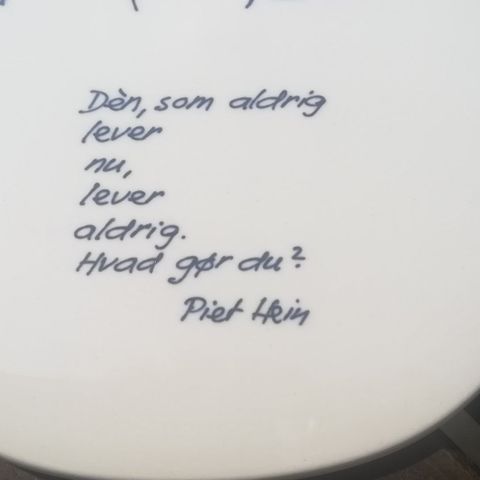 Dèn, som aldrig
lever
nu,
lever
aldrig.
Hvad gør du?
Piet Hein